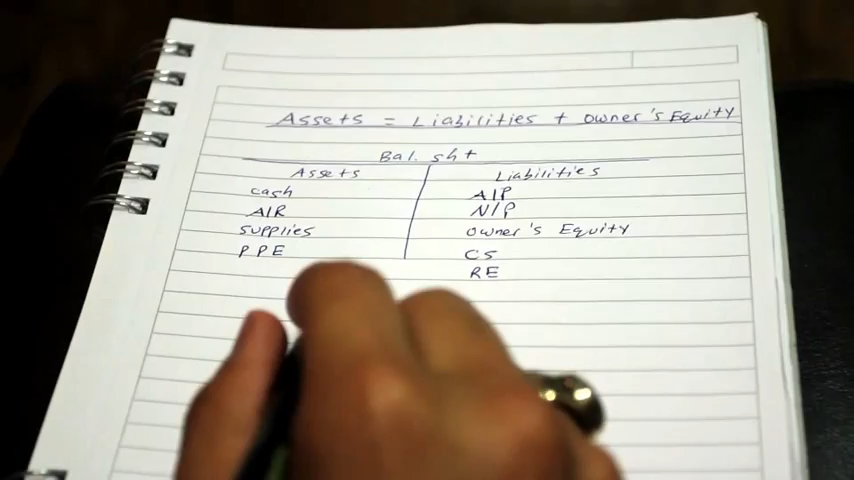 Assets = Liabilities + Owner's Equity
Bal. sht
Assets Liabilities
Cash A/P
A/R N/P
Supplies Owner's Equity
PPE CS
RE